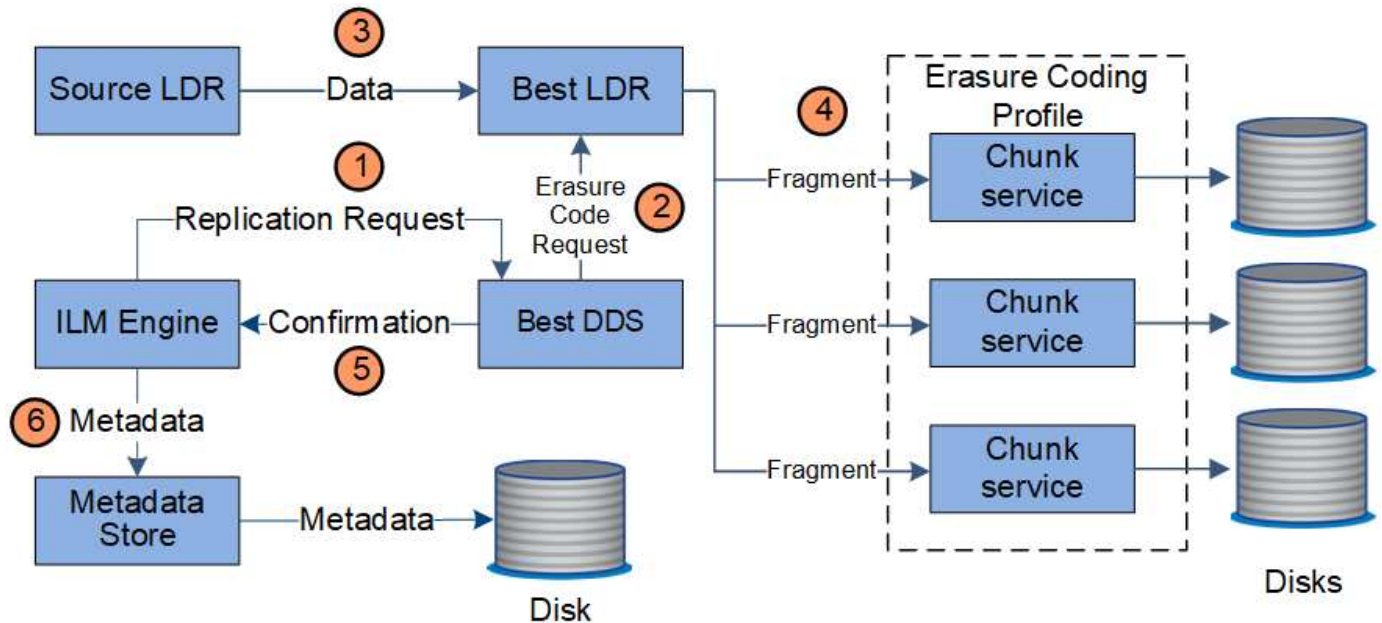 3
Source LDR
Data
Best LDR
4
Erasure Coding
Profile
Chunk
service
Fragment
1
Replication Request
Erasure
Code
Request
2
ILM Engine
Confirmation
Best DDS
5
Fragment
Chunk
service
6
Metadata
Metadata
Store
Metadata
Disk
Fragment
Chunk
service
Disks